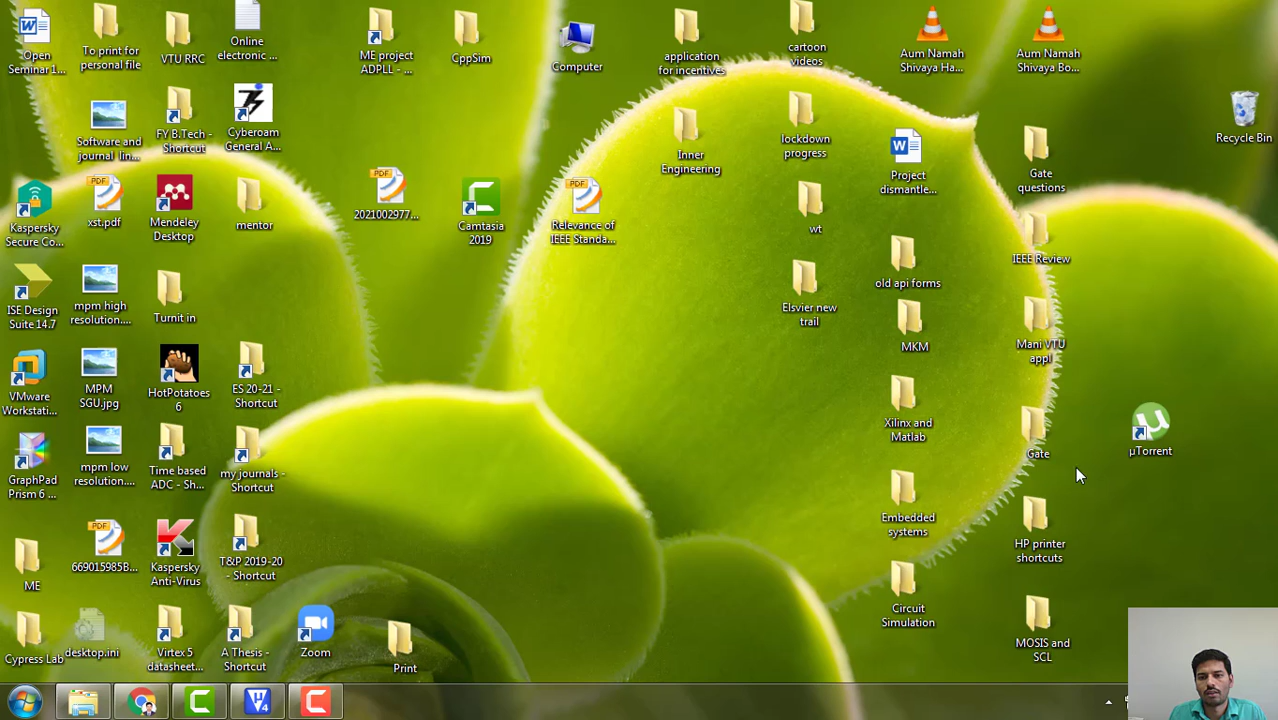 Open
Seminar 1...
To print for
personal file
VTU RRC
Online
electronic ...
ME project
ADPLL - ...
CppSim
Computer
application
for incentives
cartoon
videos
Aum Namah
Shivaya Ha...
Aum Namah
Shivaya Bo...
Recycle Bin
Software and
journal lin...
FY B.Tech -
Shortcut
Cyberoam
General A...
Inner
Engineering
lockdown
progress
Project
dismantle...
Gate
questions
Kaspersky
Secure Co...
PDF
xst.pdf
Mendeley
Desktop
mentor
PDF
2021002977...
Camtasia
2019
PDF
Relevance of
IEEE Standa...
wt
old api forms
IEEE Review
ISE Design
Suite 14.7
mpm high
resolution....
Turnit in
Elsvier new
trail
MKM
Mani VTU
appl
VMware
Workstati...
MPM
SGU.jpg
HotPotatoes
6
ES 20-21 -
Shortcut
Xilinx and
Matlab
Gate
µTorrent
GraphPad
Prism 6 ...
mpm low
resolution....
Time based
ADC - Sh...
my journals -
Shortcut
Embedded
systems
HP printer
shortcuts
ME
PDF
669015985B...
Kaspersky
Anti-Virus
T&P 2019-20
- Shortcut
Circuit
Simulation
MOSIS and
SCL
Cypress Lab
desktop.ini
Virtex 5
datasheet...
A Thesis -
Shortcut
Zoom
Print